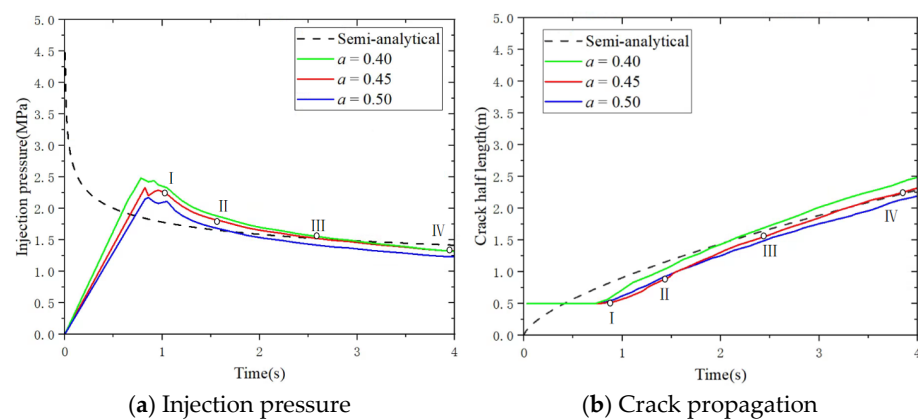 5.0
4.5
4.0
3.5
3.0
2.5
2.0
1.5
1.0
0.5
0.0
Injection pressure(MPa)
Semi-analytical
a = 0.40
a = 0.45
a = 0.50
I
II
III
IV
0 1 2 3 4
Time(s)
(a) Injection pressure
5.0
4.5
4.0
3.5
3.0
2.5
2.0
1.5
1.0
0.5
0.0
Crack half length(m)
Semi-analytical
a = 0.40
a = 0.45
a = 0.50
I
II
III
IV
0 1 2 3 4
Time(s)
(b) Crack propagation